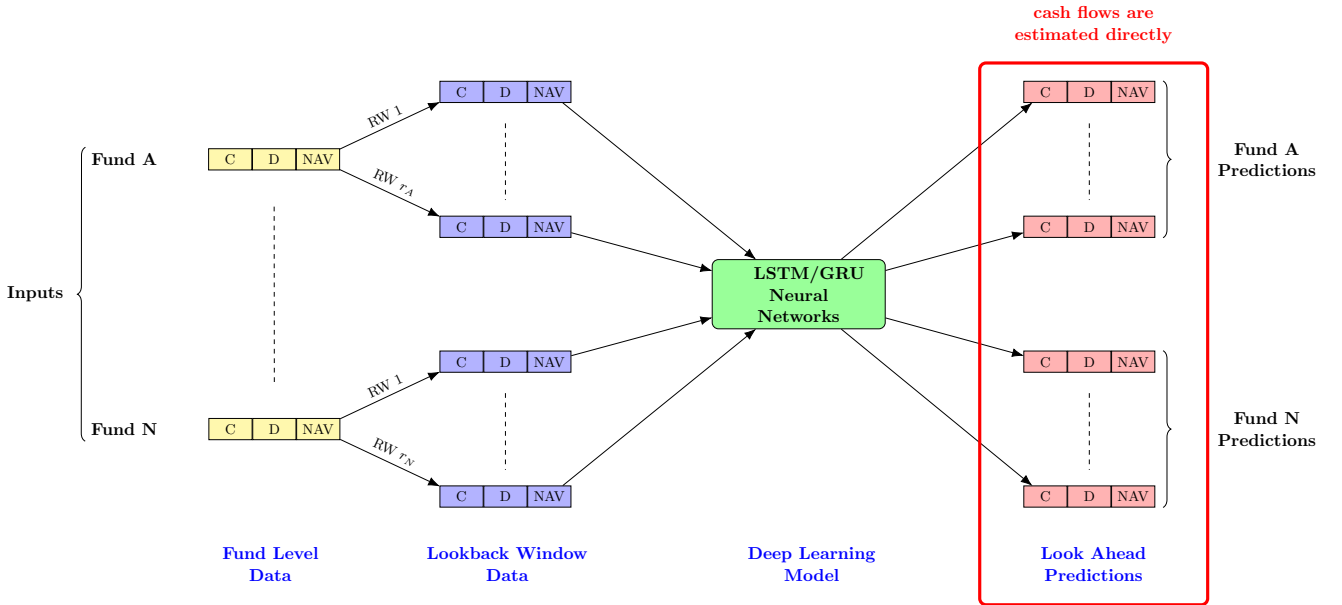 cash flows are
estimated directly
C D NAV
C D NAV
RW 1
Fund A
C D NAV
Fund A
Predictions
RW r_A
C D NAV
C D NAV
Inputs
LSTM/GRU
Neural
Networks
C D NAV
C D NAV
RW 1
Fund N
C D NAV
Fund N
Predictions
RW r_N
C D NAV
C D NAV
Fund Level
Data
Lookback Window
Data
Deep Learning
Model
Look Ahead
Predictions